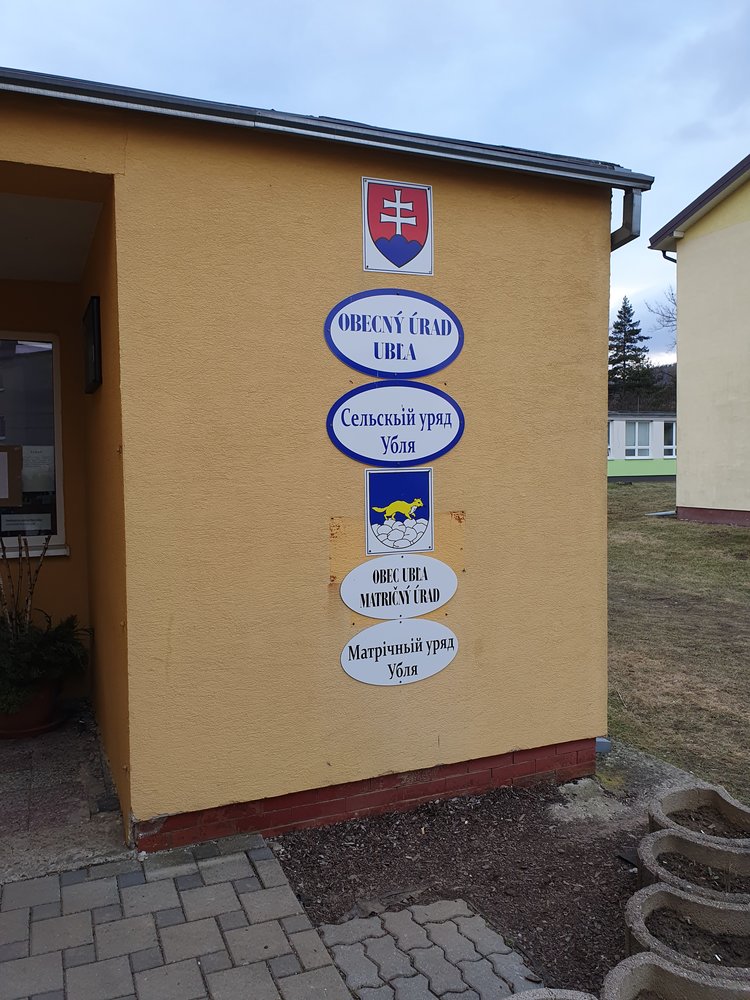 OBECNÝ ÚRAD
UBĽA
Сельскый уряд
Убля
OBEC UBĽA
MATRIČNÝ ÚRAD
Матрічный уряд
Убля